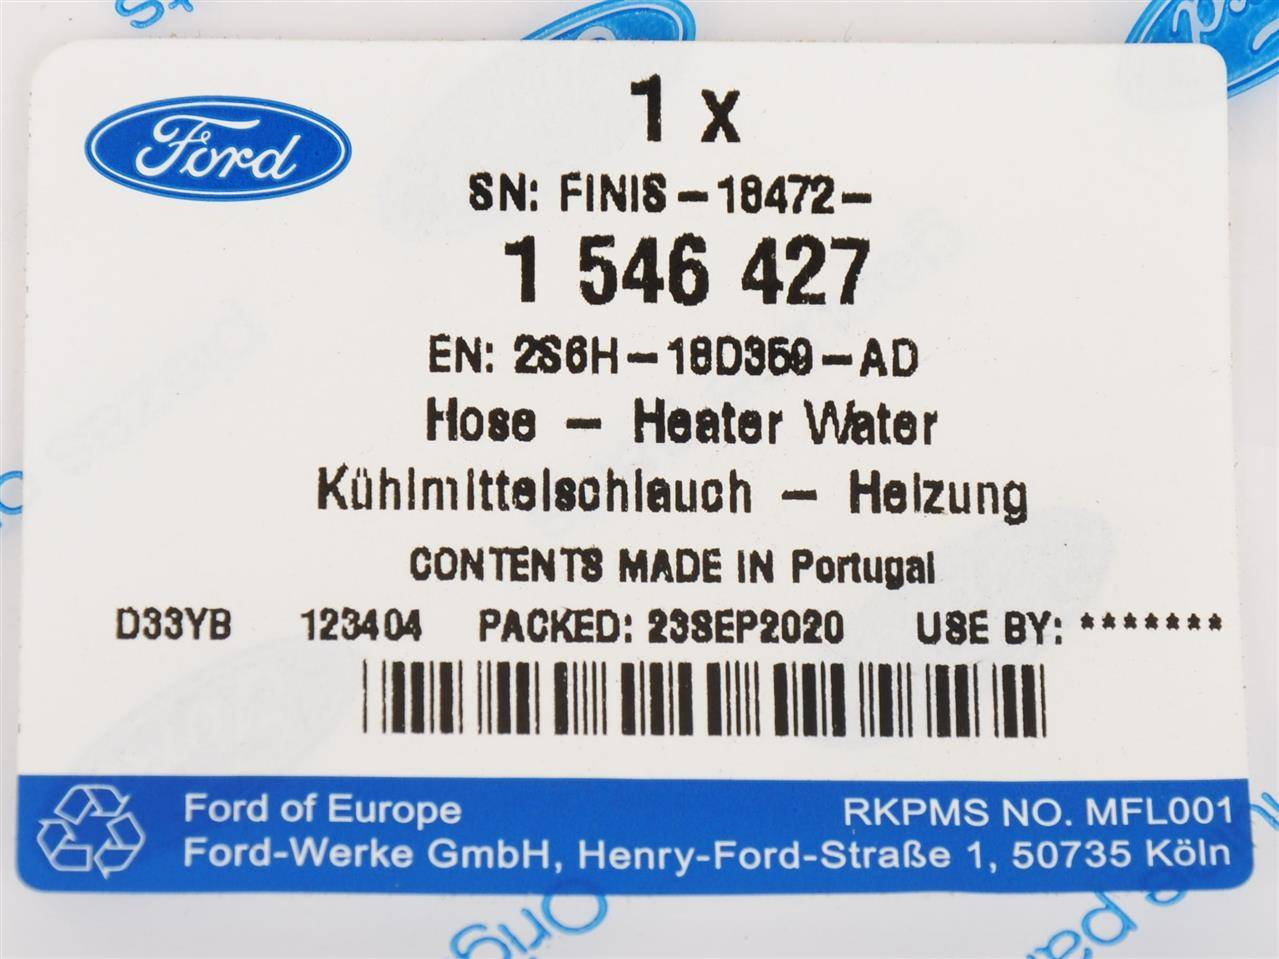 Ford
1 x
SN: FINIS-18472-
1 546 427
EN: 2S6H-18D359-AD
Hose - Heater Water
Kühlmittelschlauch - Heizung
CONTENTS MADE IN Portugal
D33YB 123404 PACKED: 23SEP2020 USE BY: *******
Ford of Europe RKPMS NO. MFL001
Ford-Werke GmbH, Henry-Ford-Straße 1, 50735 Köln